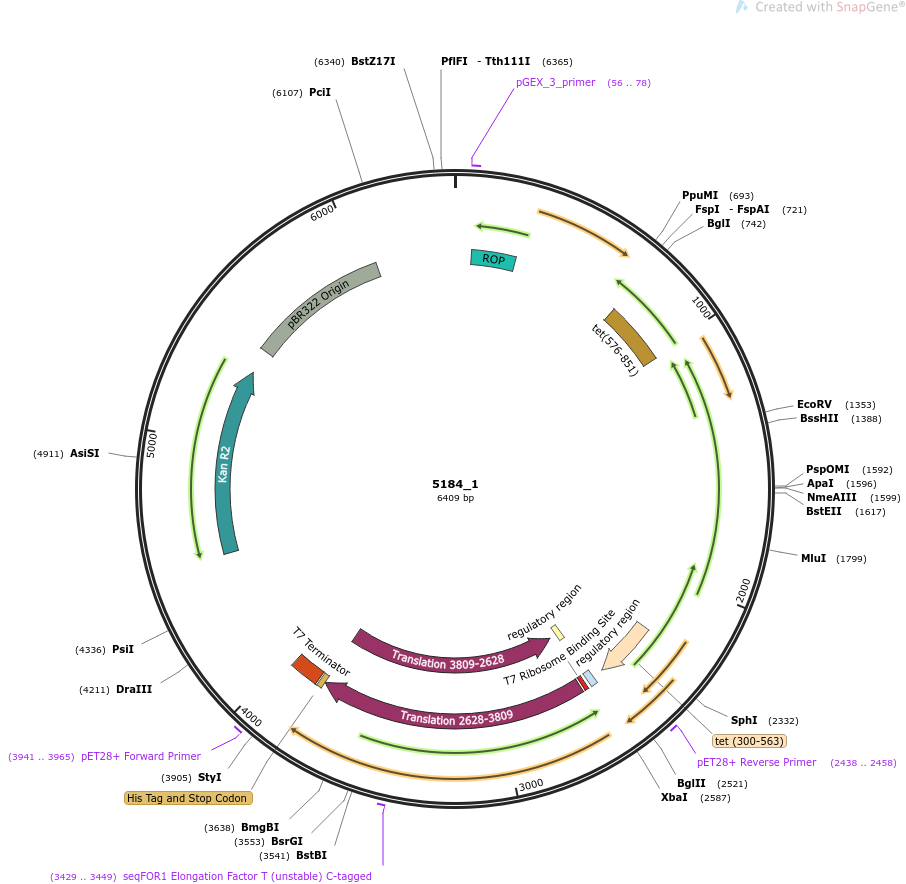 Created with SnapGene®
(6340) BstZ17I
PflFI - Tth111I (6365)
pGEX_3_primer (56 .. 78)
(6107) PciI
PpuMI (693)
FspI - FspAI (721)
BglI (742)
6000
ROP
1000
pBR322 Origin
tet(576-851)
EcoRV (1353)
BssHII (1388)
5000
(4911) AsiSI
Kan R2
5184_1
6409 bp
PspOMI (1592)
ApaI (1596)
NmeAIII (1599)
BstEII (1617)
MluI (1799)
2000
regulatory region
T7 Ribosome Binding Site
regulatory region
T7 Terminator
Translation 3809-2628
(4336) PsiI
(4211) DraIII
Translation 2628-3809
4000
SphI (2332)
tet (300-563)
(3941 .. 3965) pET28+ Forward Primer
pET28+ Reverse Primer (2438 .. 2458)
(3905) StyI
3000
BglII (2521)
His Tag and Stop Codon
XbaI (2587)
(3638) BmgBI
(3553) BsrGI
(3541) BstBI
(3429 .. 3449) seqFOR1 Elongation Factor T (unstable) C-tagged